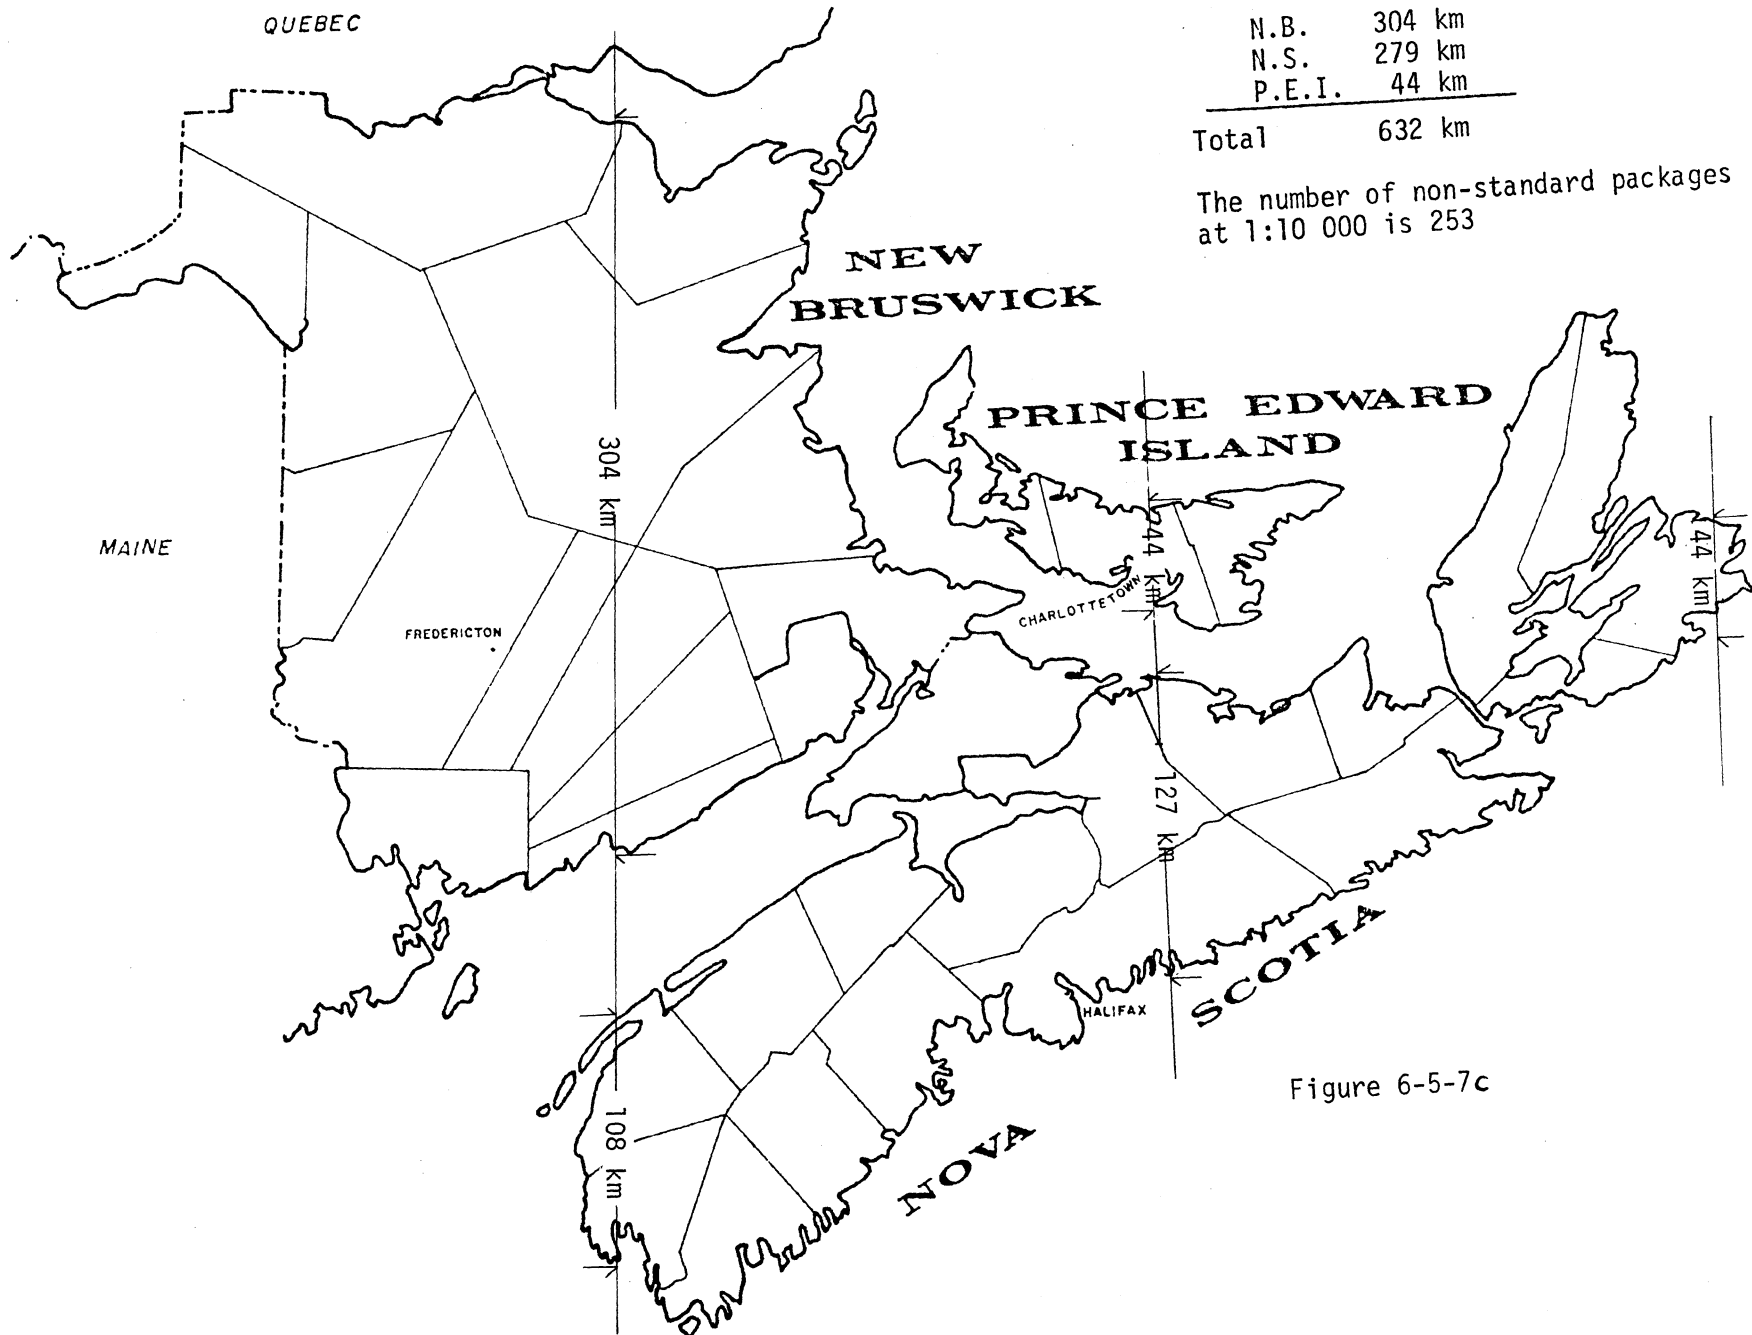 QUEBEC
N.B. 304 km
N.S. 279 km
P.E.I. 44 km
Total 632 km
The number of non-standard packages
at 1:10 000 is 253
NEW
BRUSWICK
PRINCE EDWARD
ISLAND
304 km
44 km
44 km
MAINE
FREDERICTON
CHARLOTTETOWN
127 km
HALIFAX
NOVA
SCOTIA
108 km
Figure 6-5-7c